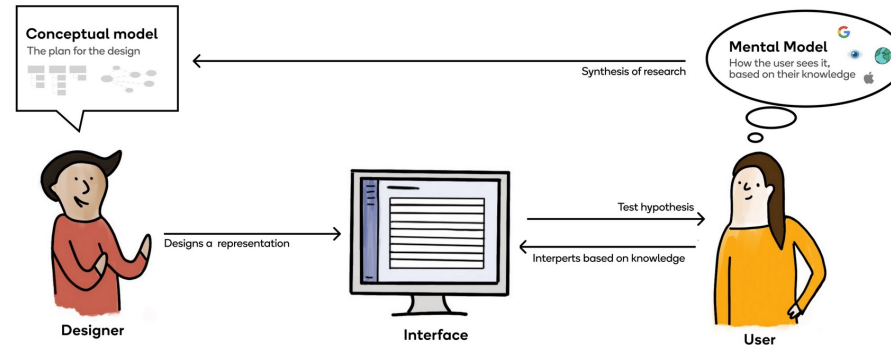 Conceptual model
The plan for the design
Mental Model
How the user sees it,
based on their knowledge
Synthesis of research
Designs a representation
Test hypothesis
Interperts based on knowledge
Designer
Interface
User